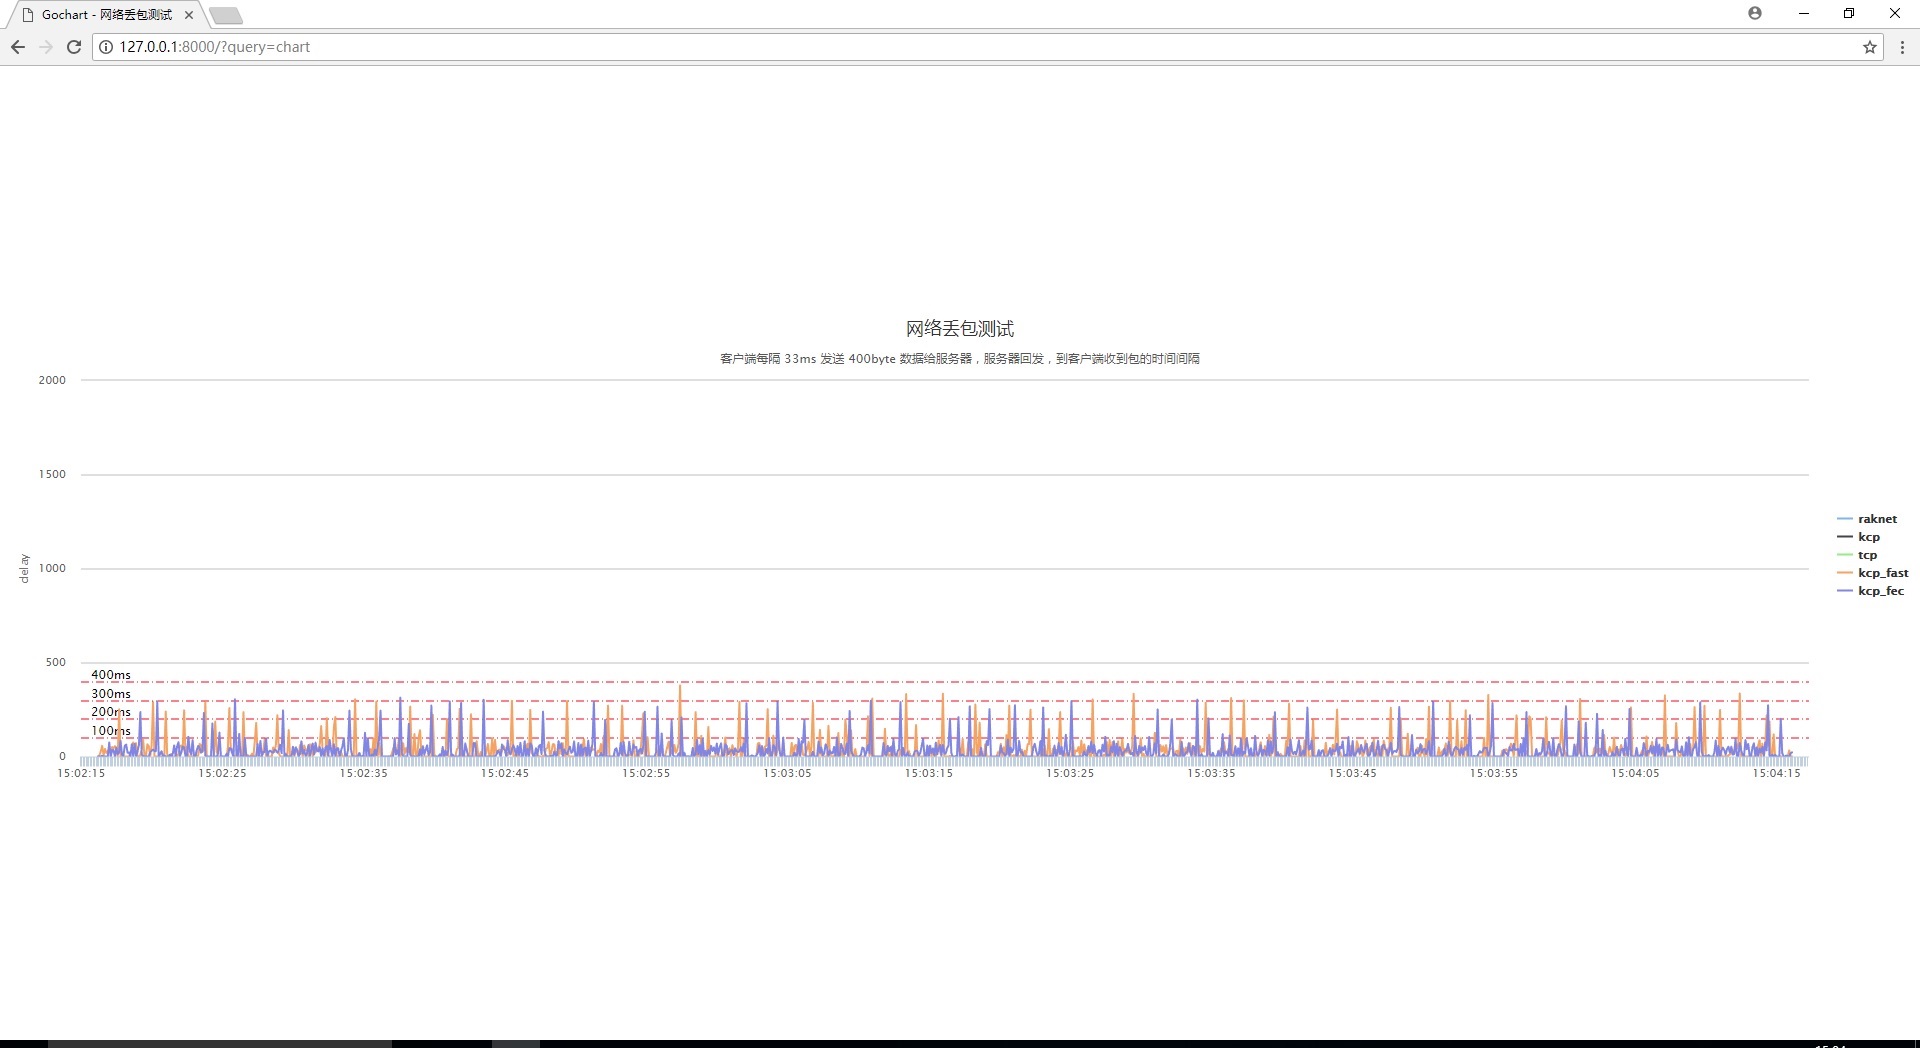 Gochart - 网络丢包测试
127.0.0.1:8000/?query=chart
网络丢包测试
客户端每隔 33ms 发送 400byte 数据给服务器，服务器回发，到客户端收到包的时间间隔
2000
1500
1000
500
0
delay
400ms
300ms
200ms
100ms
15:02:15 15:02:25 15:02:35 15:02:45 15:02:55 15:03:05 15:03:15 15:03:25 15:03:35 15:03:45 15:03:55 15:04:05 15:04:15
raknet
kcp
tcp
kcp_fast
kcp_fec